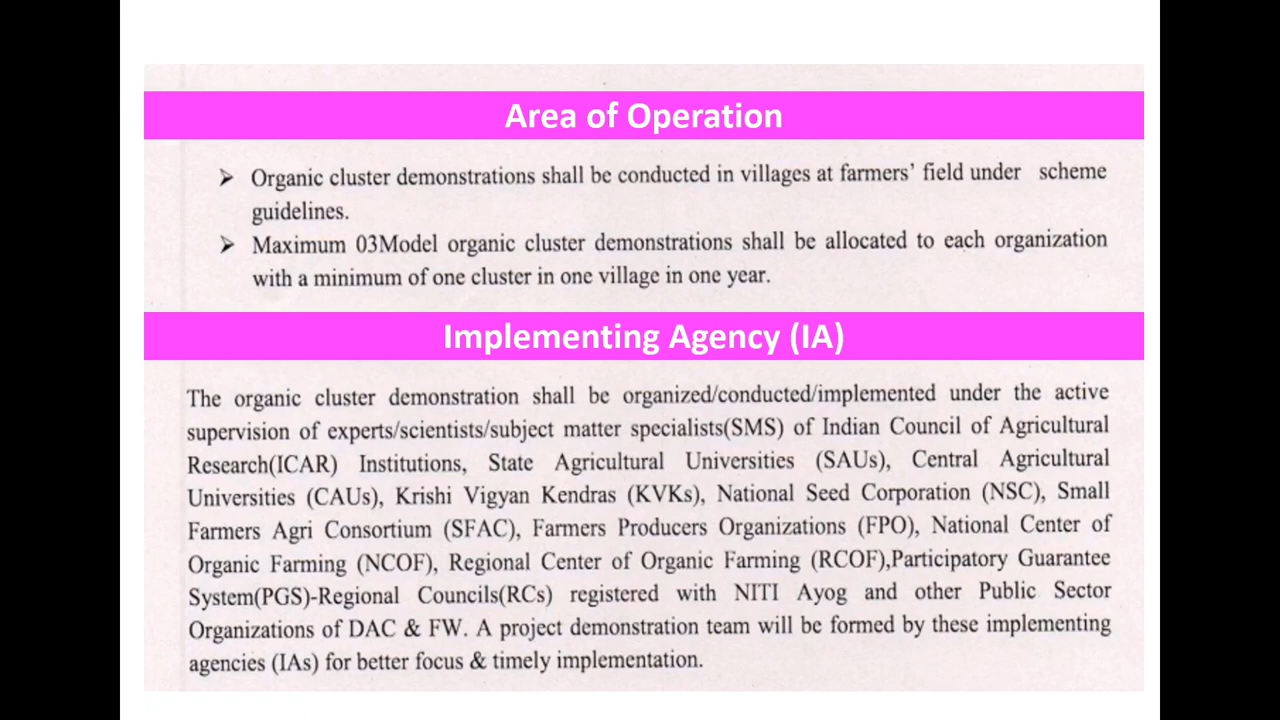 Area of Operation
➢ Organic cluster demonstrations shall be conducted in villages at farmers' field under scheme
guidelines.
➢ Maximum 03Model organic cluster demonstrations shall be allocated to each organization
with a minimum of one cluster in one village in one year.
Implementing Agency (IA)
The organic cluster demonstration shall be organized/conducted/implemented under the active
supervision of experts/scientists/subject matter specialists(SMS) of Indian Council of Agricultural
Research(ICAR) Institutions, State Agricultural Universities (SAUs), Central Agricultural
Universities (CAUs), Krishi Vigyan Kendras (KVKs), National Seed Corporation (NSC), Small
Farmers Agri Consortium (SFAC), Farmers Producers Organizations (FPO), National Center of
Organic Farming (NCOF), Regional Center of Organic Farming (RCOF),Participatory Guarantee
System(PGS)-Regional Councils(RCs) registered with NITI Ayog and other Public Sector
Organizations of DAC & FW. A project demonstration team will be formed by these implementing
agencies (IAs) for better focus & timely implementation.